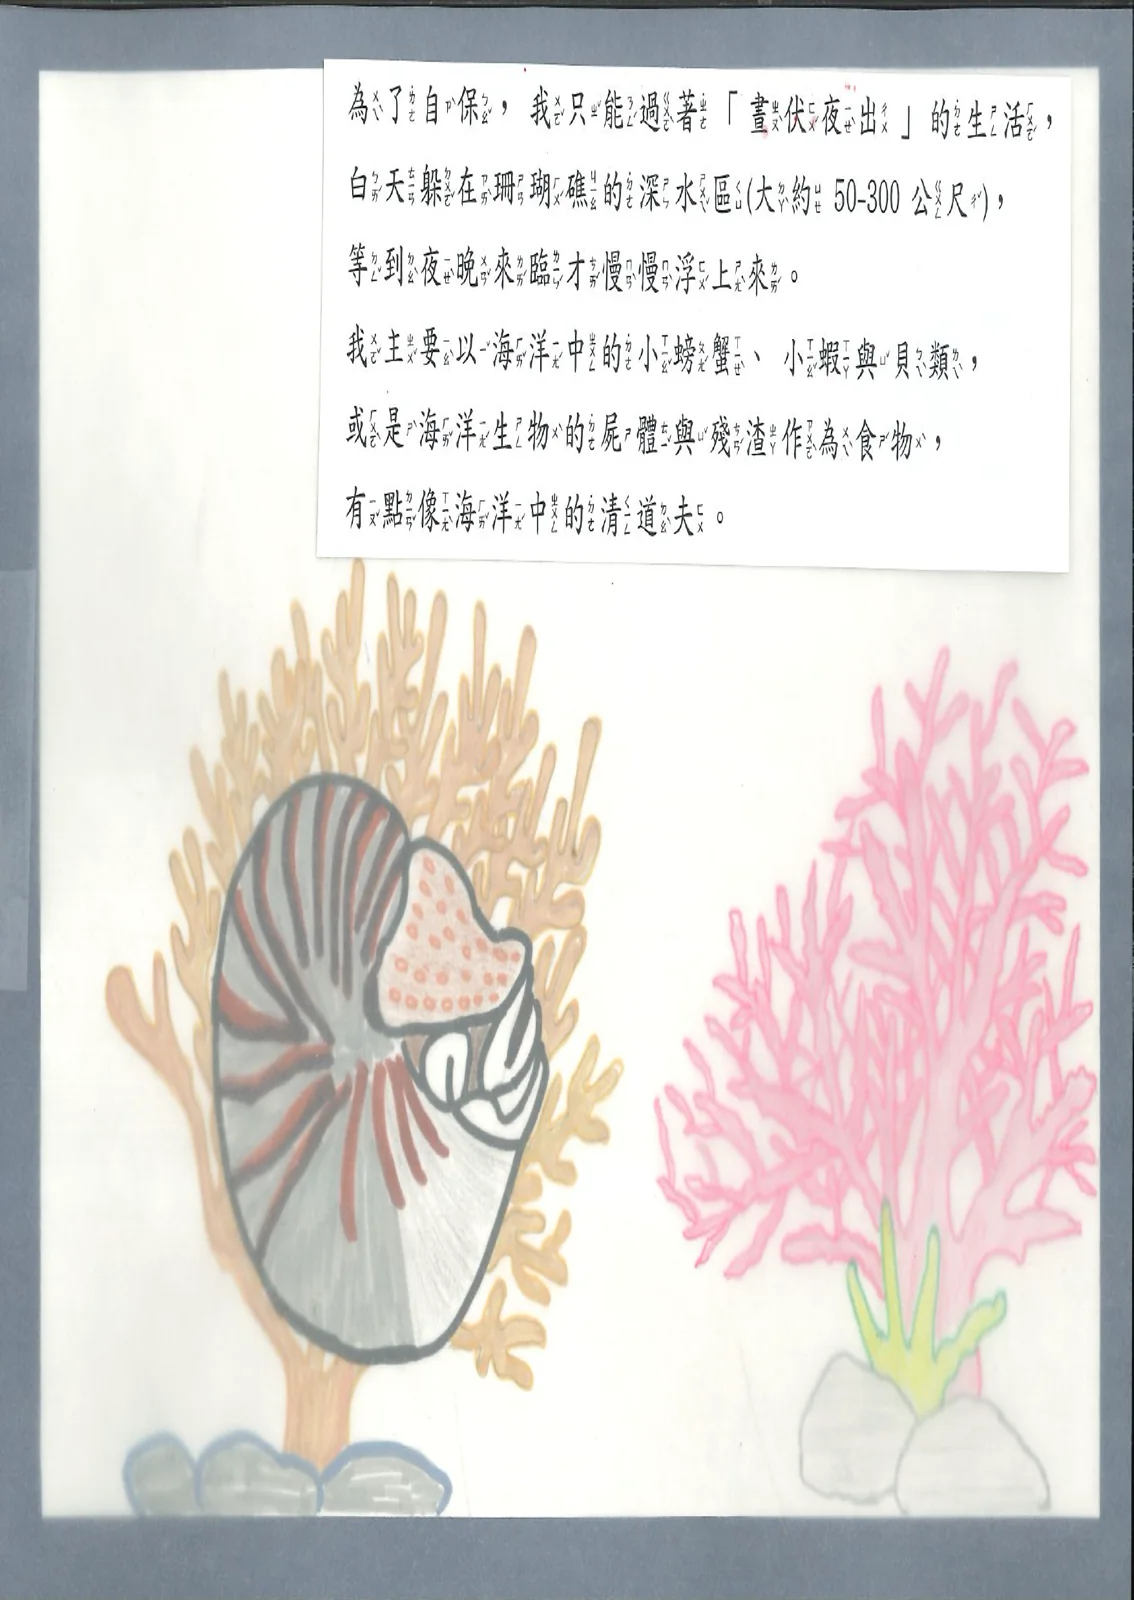 為了自保，我只能過著「晝伏夜出」的生活，
白天躲在珊瑚礁的深水區(大約 50-300 公尺)，
等到夜晚來臨才慢慢浮上來。
我主要以海洋中的小螃蟹、小蝦與貝類，
或是海洋生物的屍體與殘渣作為食物，
有點像海洋中的清道夫。